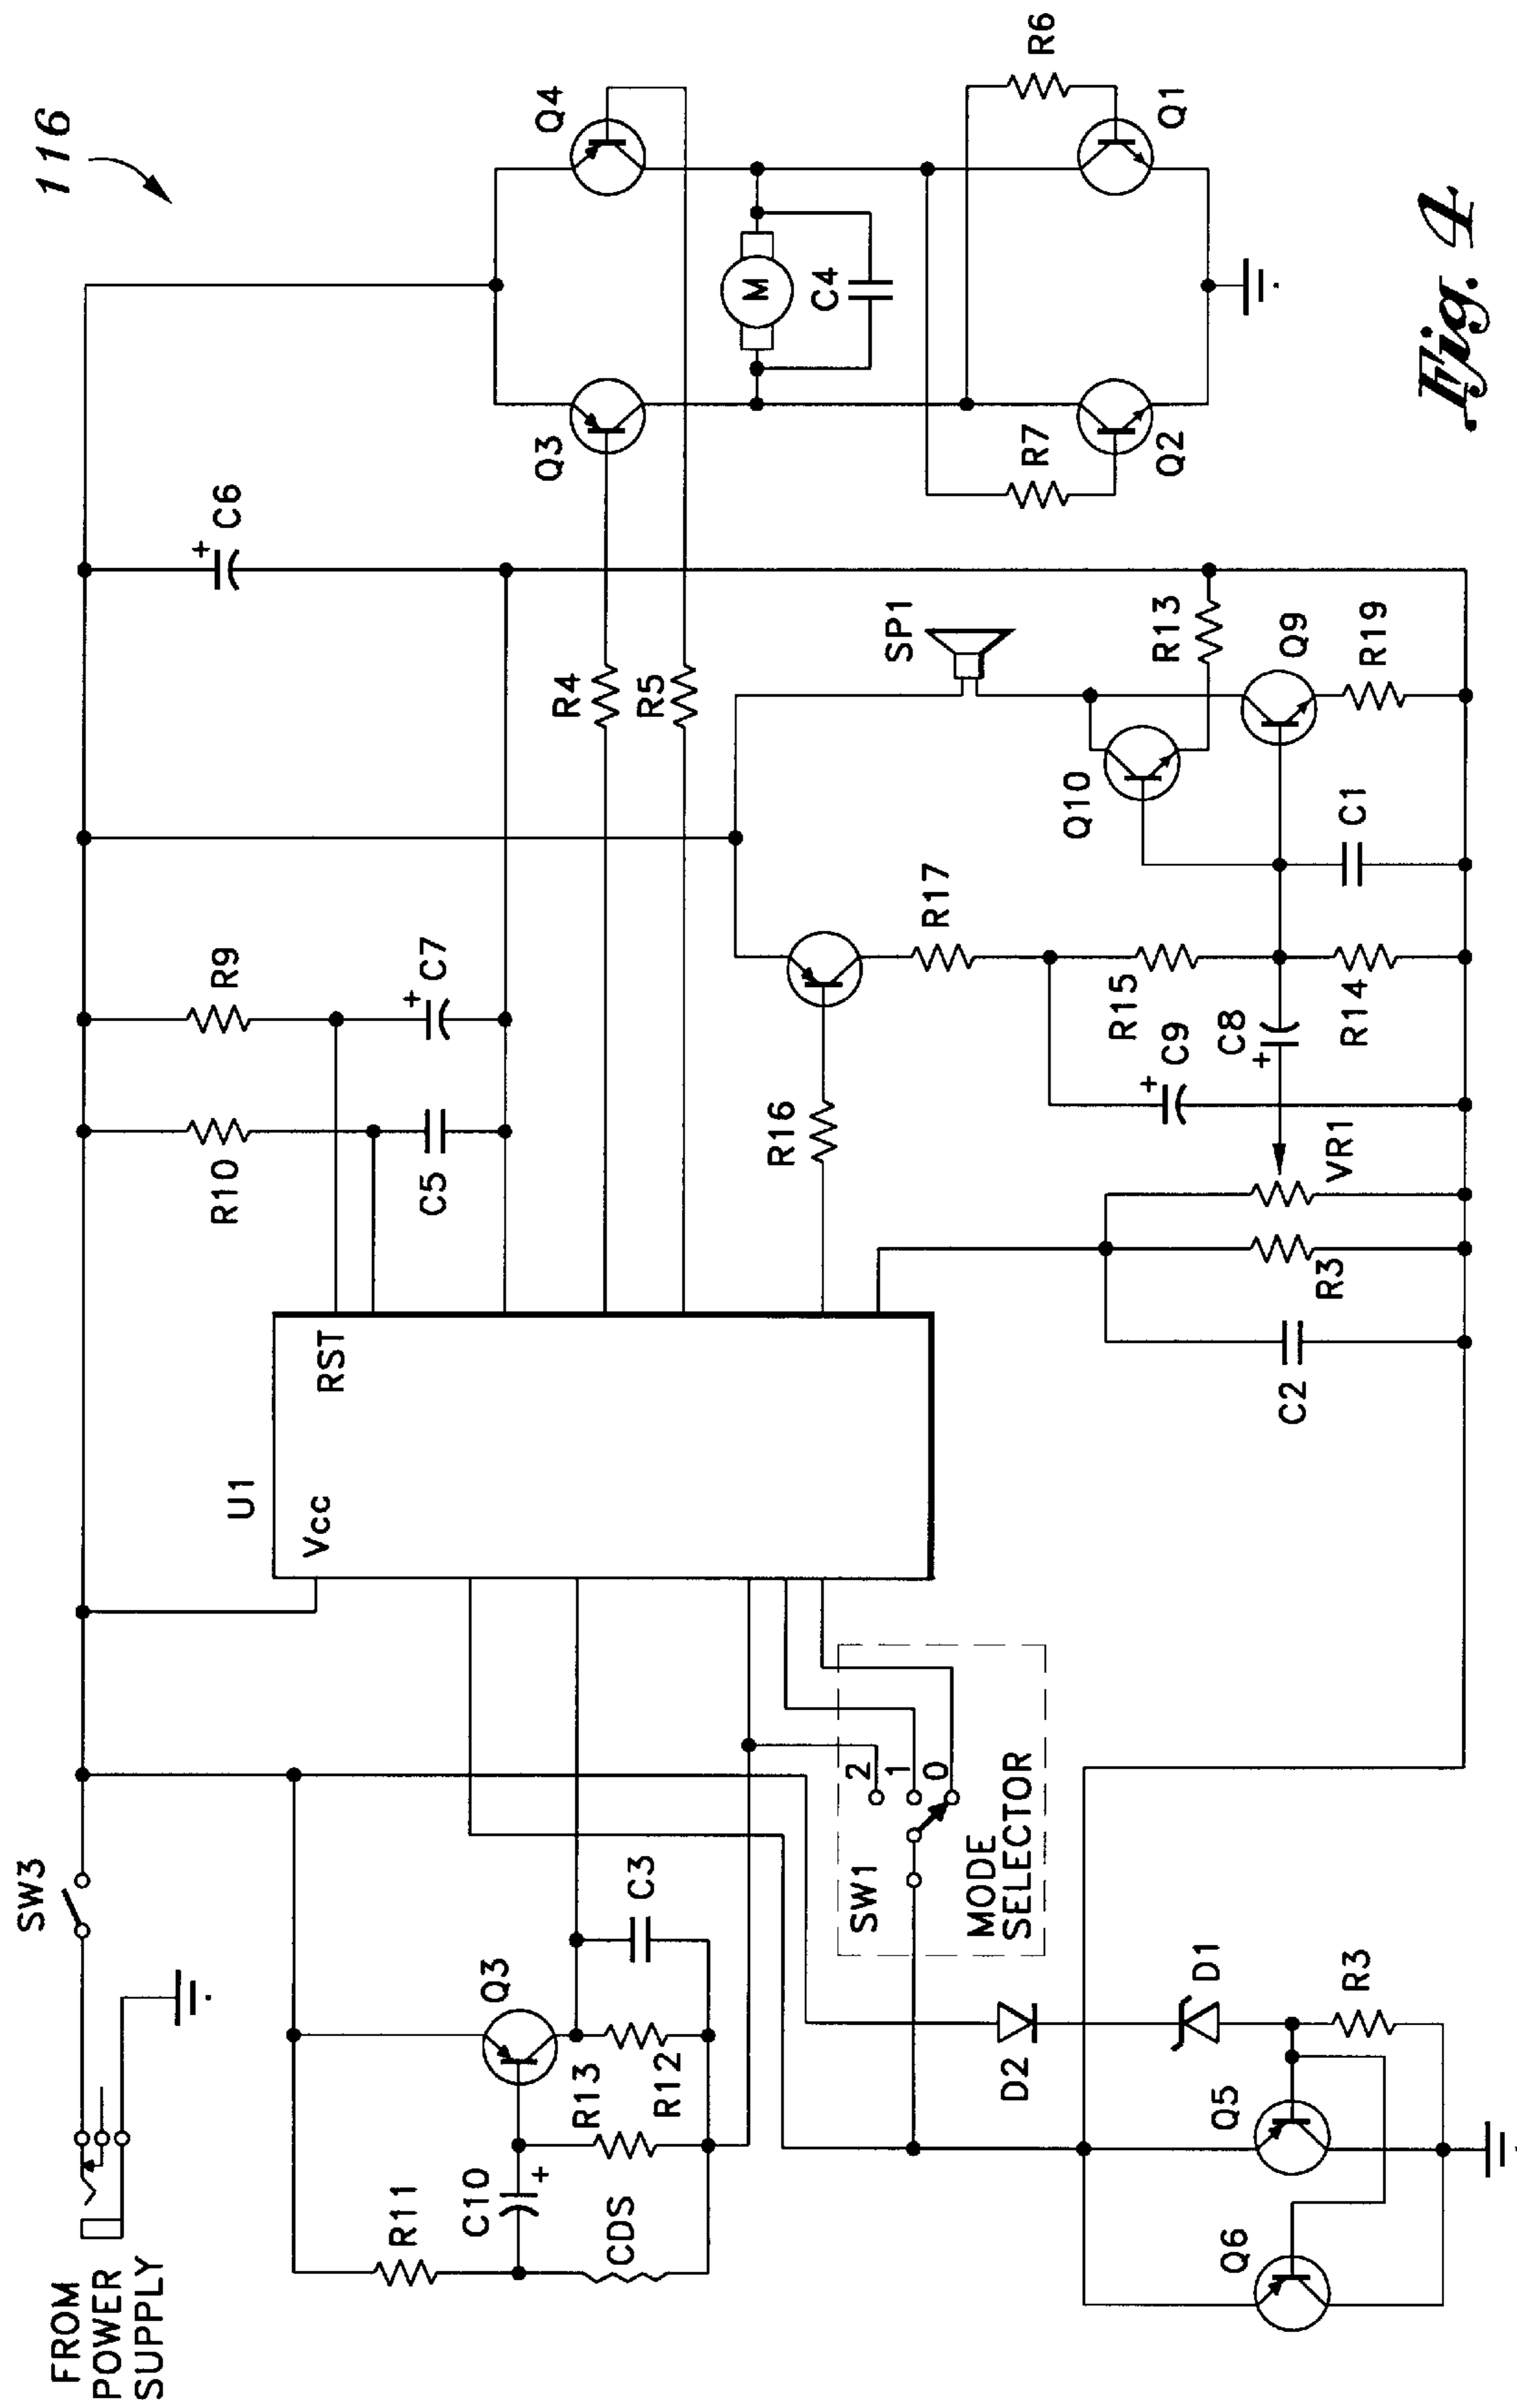 116
FROM
POWER
SUPPLY
SW3
R11
C10
+
CDS
R13
R12
Q3
C3
U1
Vcc
RST
R10
R9
C5
+
C7
+
C6
R4
R5
Q3
Q4
M
C4
R7
R6
Q2
Q1
SW1
2
1
0
MODE
SELECTOR
D2
D1
Q6
Q5
R3
R16
R17
SP1
Q10
R13
Q9
R19
C1
R15
R14
C9
+
C8
+
VR1
R3
C2
Fig. 4